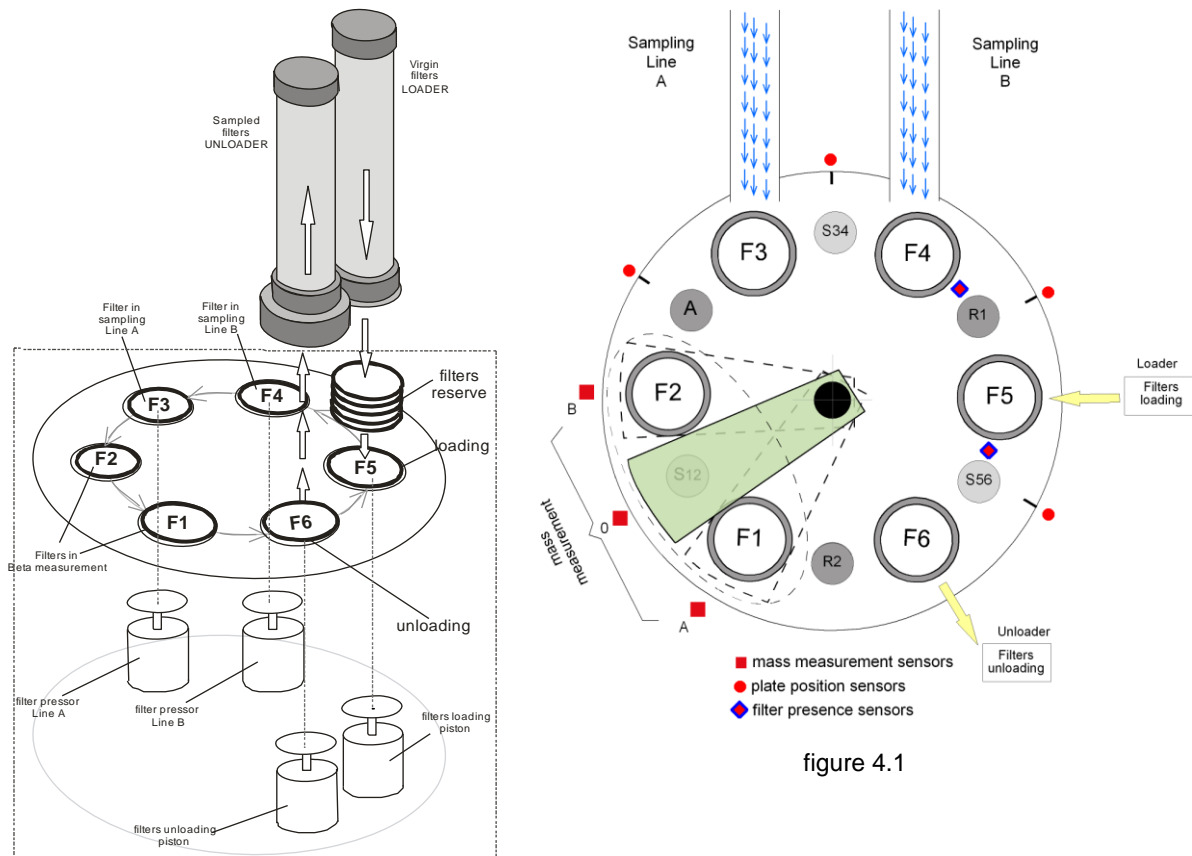 Virgin
filters
LOADER
Sampled
filters
UNLOADER
Filter in
sampling
Line A
Filter in
sampling
Line B
filters
reserve
F3
F4
F2
F5
loading
F1
F6
Filters in
Beta measurement
unloading
filter pressor
Line A
filter pressor
Line B
filters loading
piston
filters unloading
piston
Sampling
Line
A
Sampling
Line
B
F3
S34
F4
A
R1
F2
F5
Loader
Filters
loading
B
S12
S56
0
mass
measurement
F1
R2
F6
A
Unloader
Filters
unloading
mass measurement sensors
plate position sensors
filter presence sensors
figure 4.1